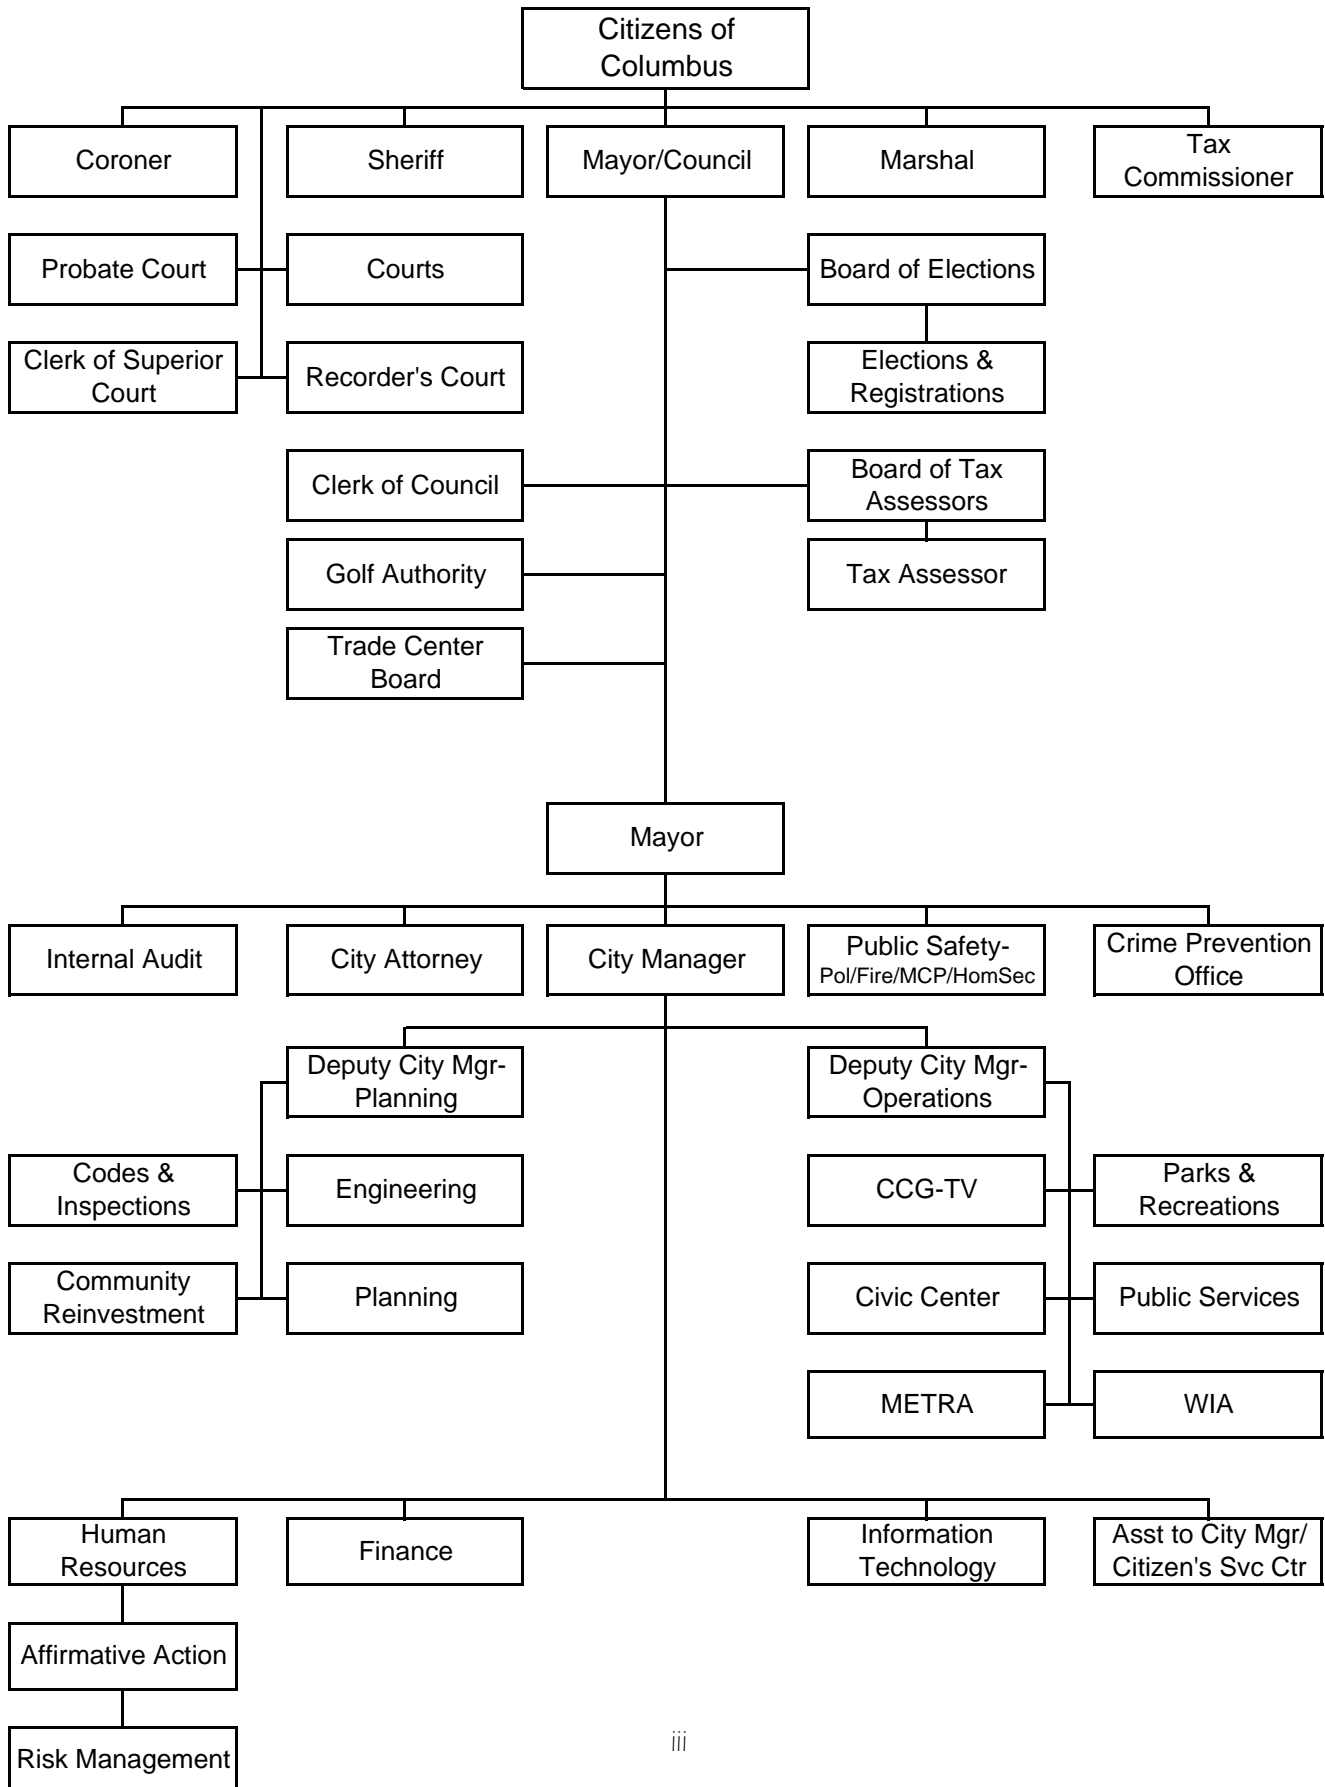 Citizens of
Columbus
Coroner
Sheriff
Mayor/Council
Marshal
Tax
Commissioner
Probate Court
Courts
Board of Elections
Clerk of Superior
Court
Recorder's Court
Elections &
Registrations
Clerk of Council
Board of Tax
Assessors
Golf Authority
Tax Assessor
Trade Center
Board
Mayor
Internal Audit
City Attorney
City Manager
Public Safety-
Pol/Fire/MCP/HomSec
Crime Prevention
Office
Deputy City Mgr-
Planning
Deputy City Mgr-
Operations
Codes &
Inspections
Engineering
CCG-TV
Parks &
Recreations
Community
Reinvestment
Planning
Civic Center
Public Services
METRA
WIA
Human
Resources
Finance
Information
Technology
Asst to City Mgr/
Citizen's Svc Ctr
Affirmative Action
Risk Management
iii